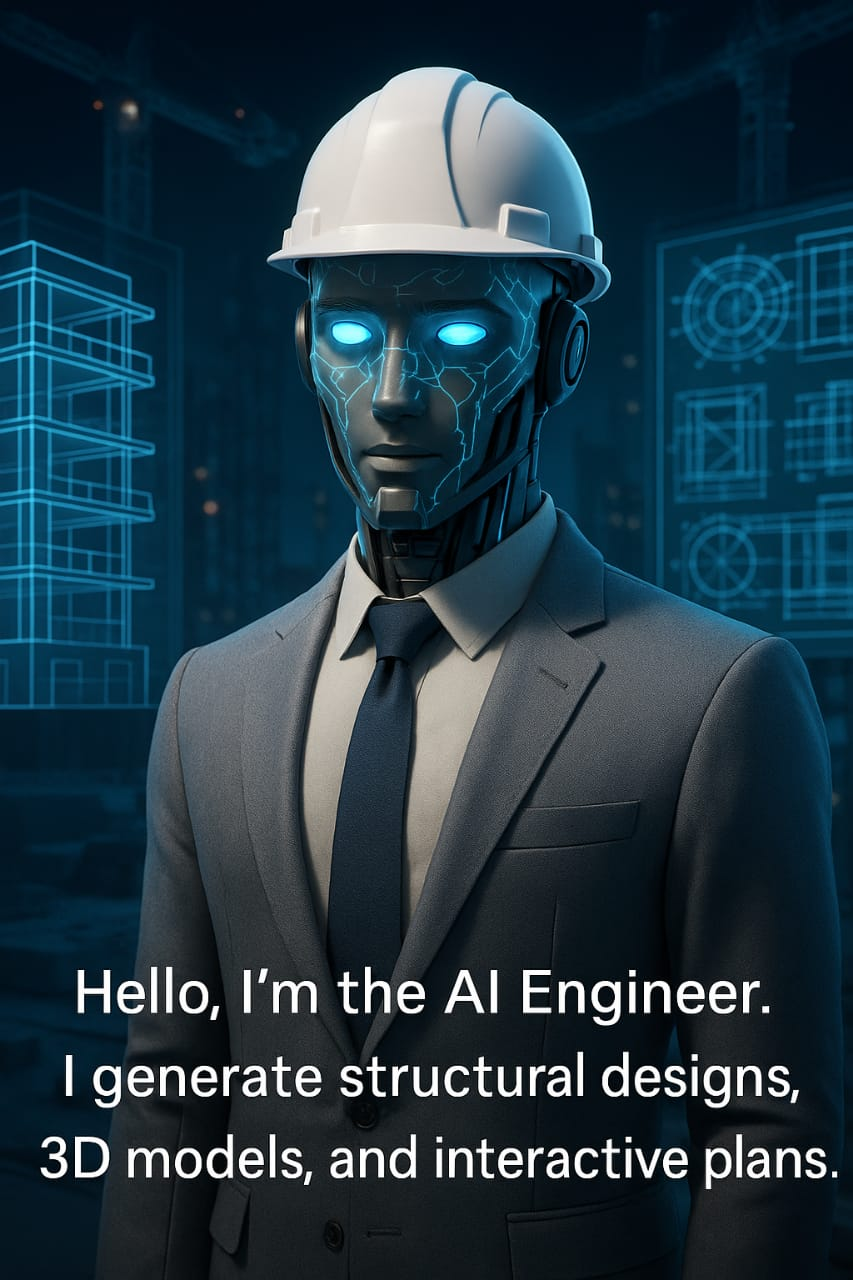 Hello, I’m the AI Engineer.
I generate structural designs,
3D models, and interactive plans.